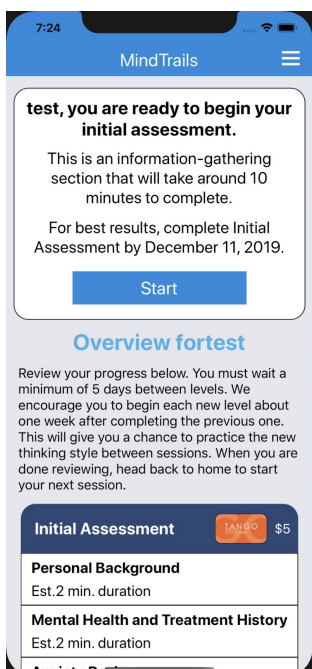 7:24
MindTrails
test, you are ready to begin your
initial assessment.
This is an information-gathering
section that will take around 10
minutes to complete.
For best results, complete Initial
Assessment by December 11, 2019.
Start
Overview fortest
Review your progress below. You must wait a
minimum of 5 days between levels. We
encourage you to begin each new level about
one week after completing the previous one.
This will give you a chance to practice the new
thinking style between sessions. When you are
done reviewing, head back to home to start
your next session.
Initial Assessment
TANGO
$5
Personal Background
Est.2 min. duration
Mental Health and Treatment History
Est.2 min. duration